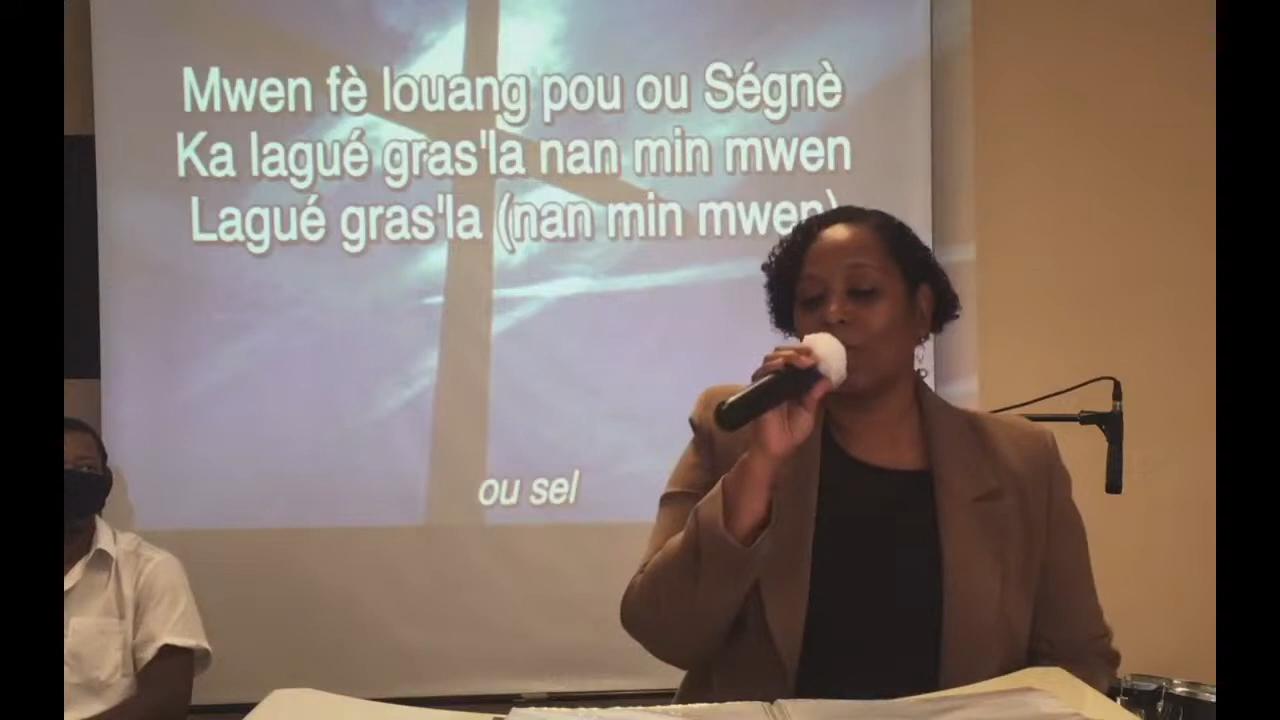 Mwen fè louang pou ou Ségnè
Ka lagué gras'la nan min mwen
Lagué gras'la (nan min mwen)
ou sel